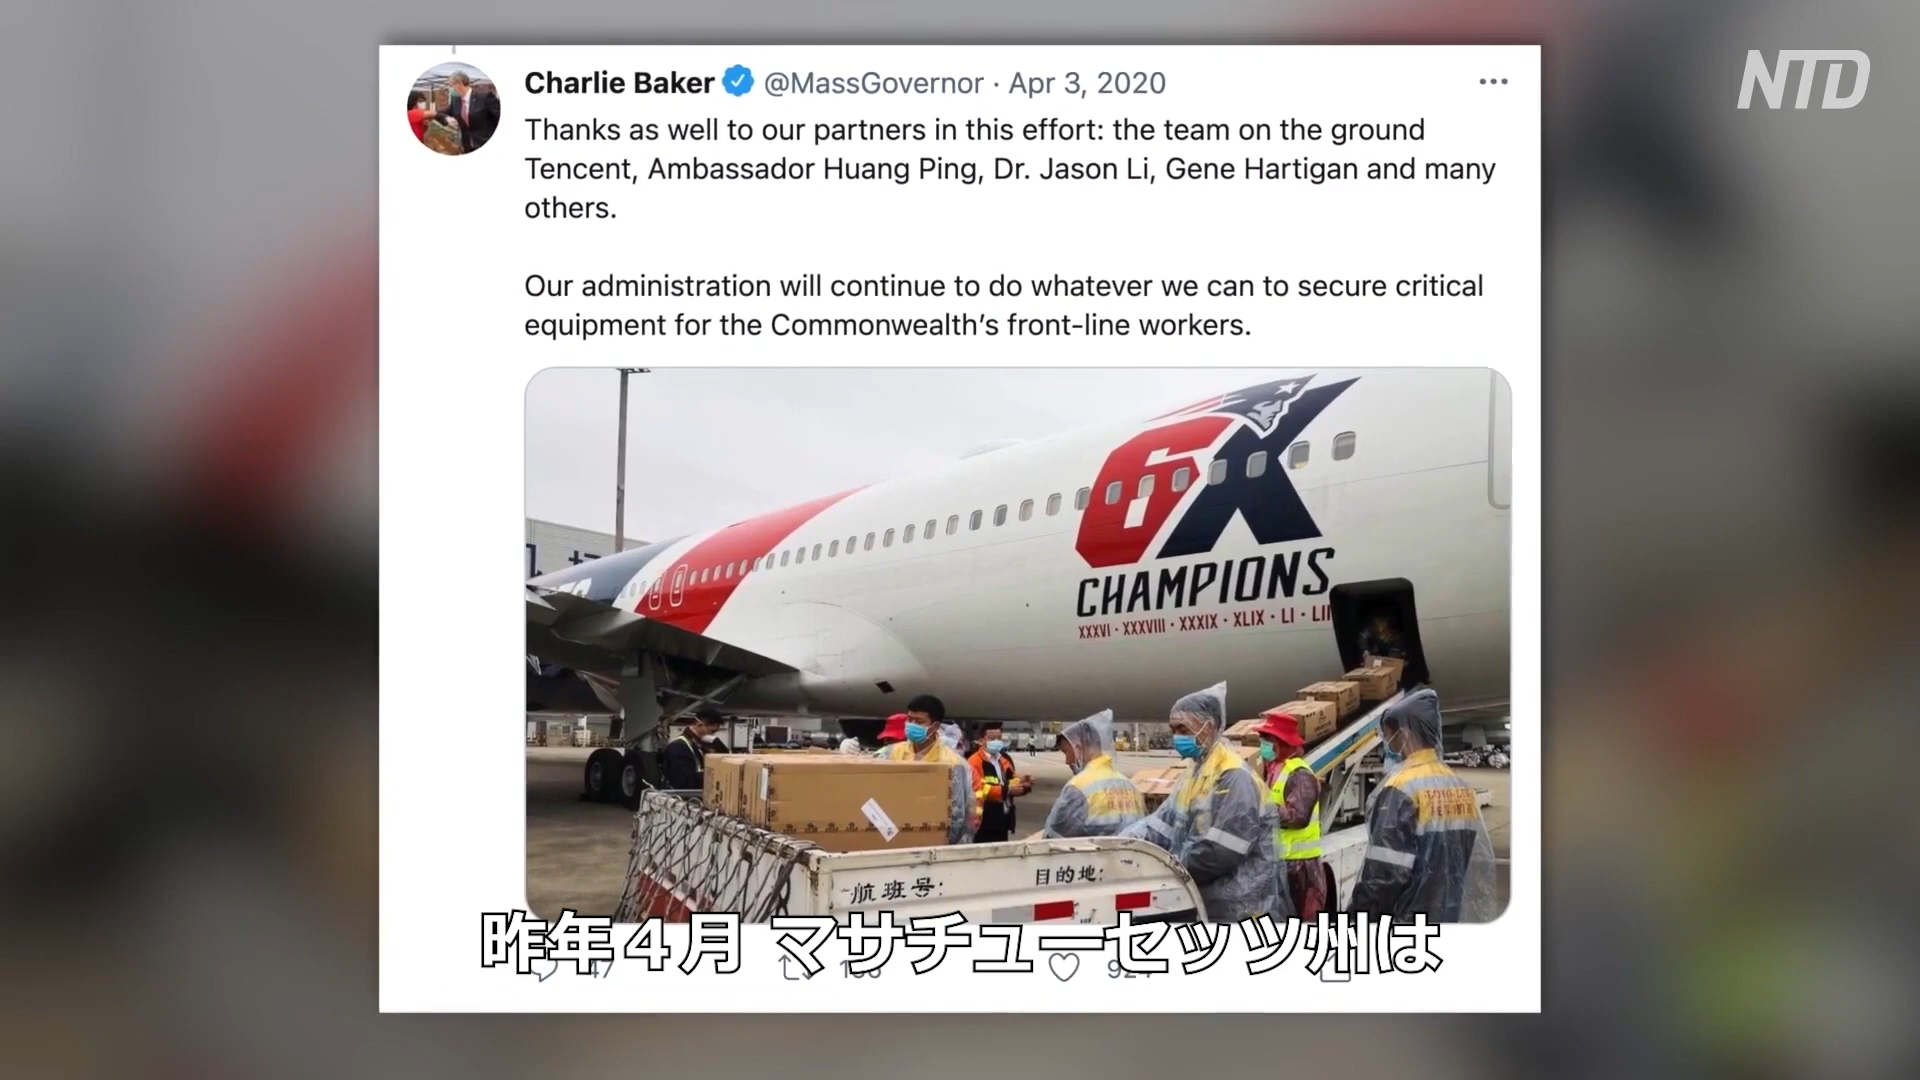 NTD
Charlie Baker @MassGovernor · Apr 3, 2020
Thanks as well to our partners in this effort: the team on the ground
Tencent, Ambassador Huang Ping, Dr. Jason Li, Gene Hartigan and many
others.
Our administration will continue to do whatever we can to secure critical
equipment for the Commonwealth's front-line workers.
6X
CHAMPIONS
XXXVI · XXXVIII · XXXIX · XLIX · LI · LII
航班号:
目的地:
昨年4月 マサチューセッツ州は
47